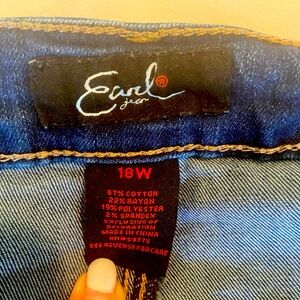 Earl
jean
18W
57% COTTON
22% RAYON
19% POLYESTER
2% SPANDEX
EXCLUSIVE OF
DECORATION
MADE IN CHINA
SEE REVERSE FOR CARE